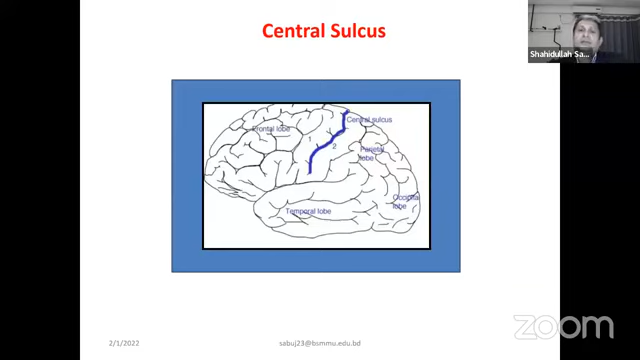 Central Sulcus
Shahidullah Sa...
Central sulcus
Frontal lobe
1
2
Parietal
lobe
Occipital
lobe
Temporal lobe
zoom
2/1/2022
sabuj23@bsmmu.edu.bd